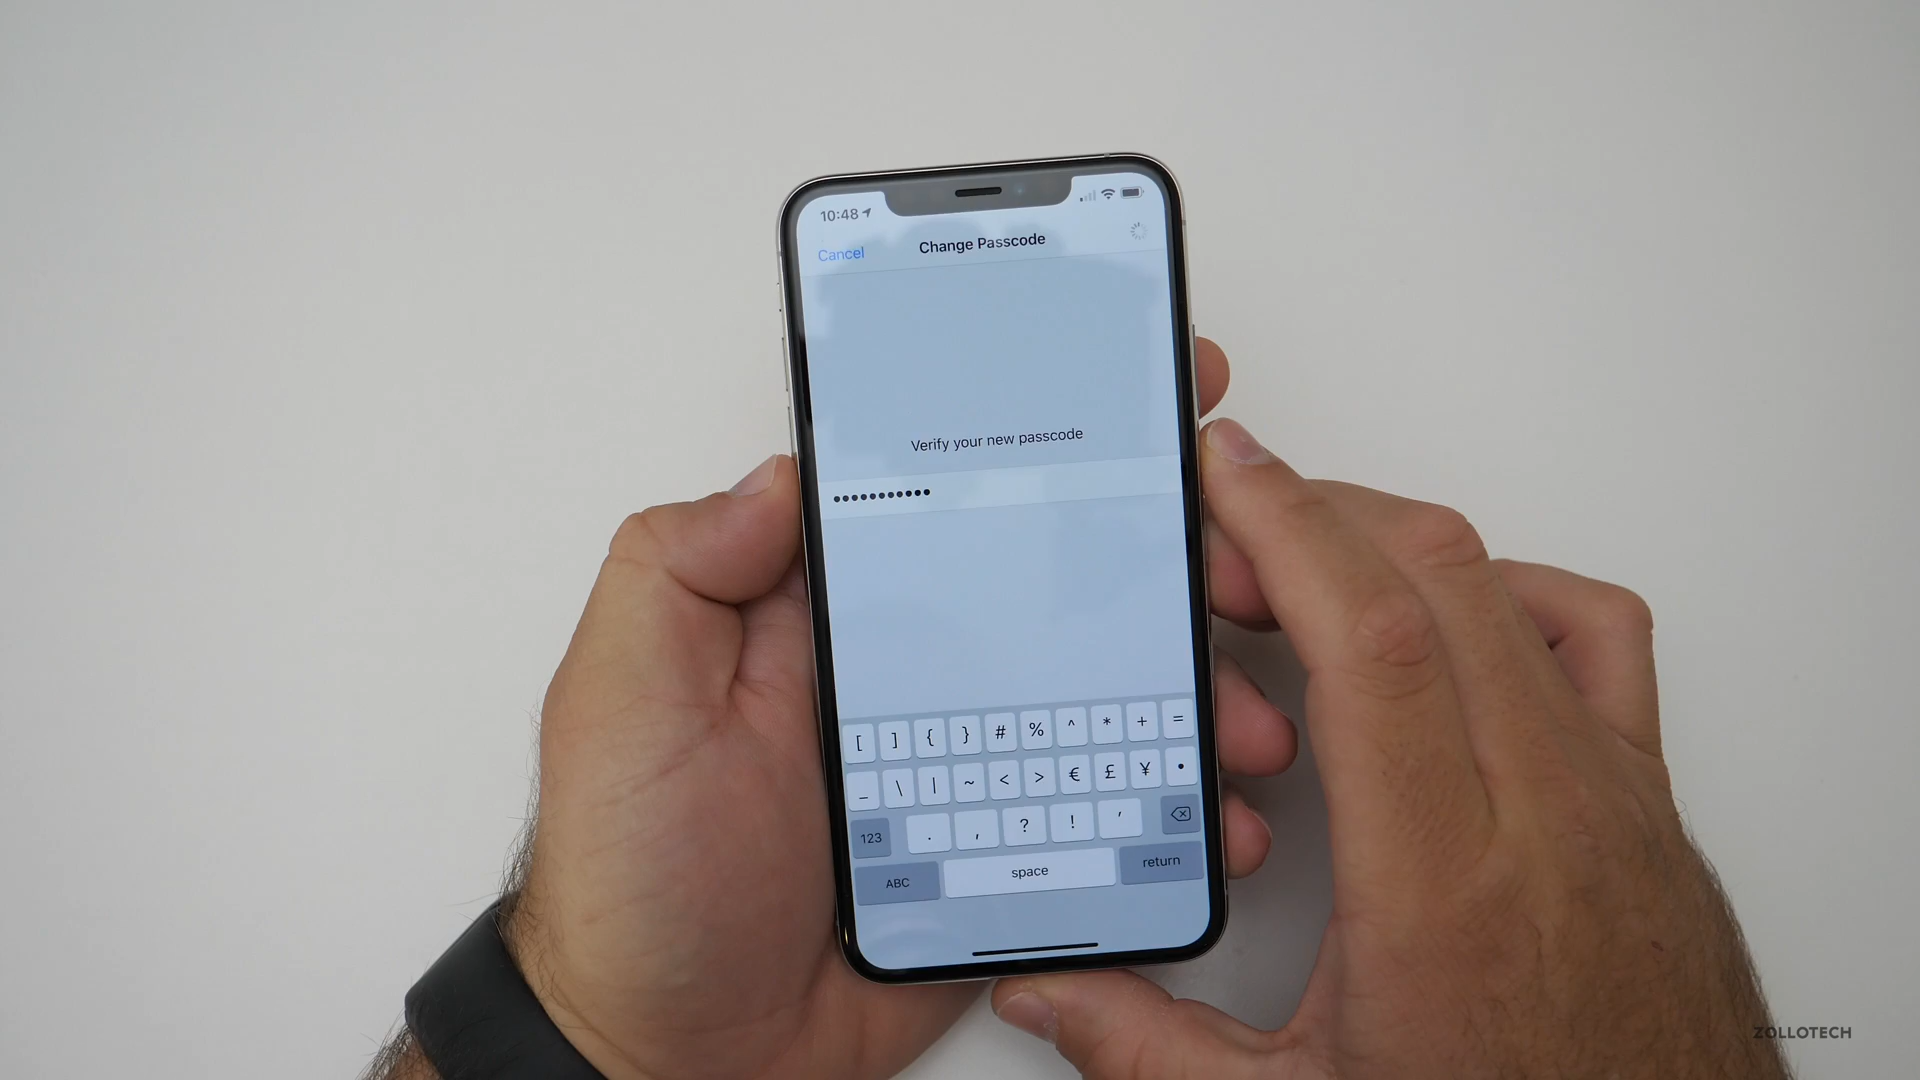 10:48
Cancel
Change Passcode
Verify your new passcode
•••••••••••
[ ] { } # % ^ * + =
_ \ | ~ < > € £ ¥ •
123 . , ? ! '
ABC space return
ZOLLOTECH